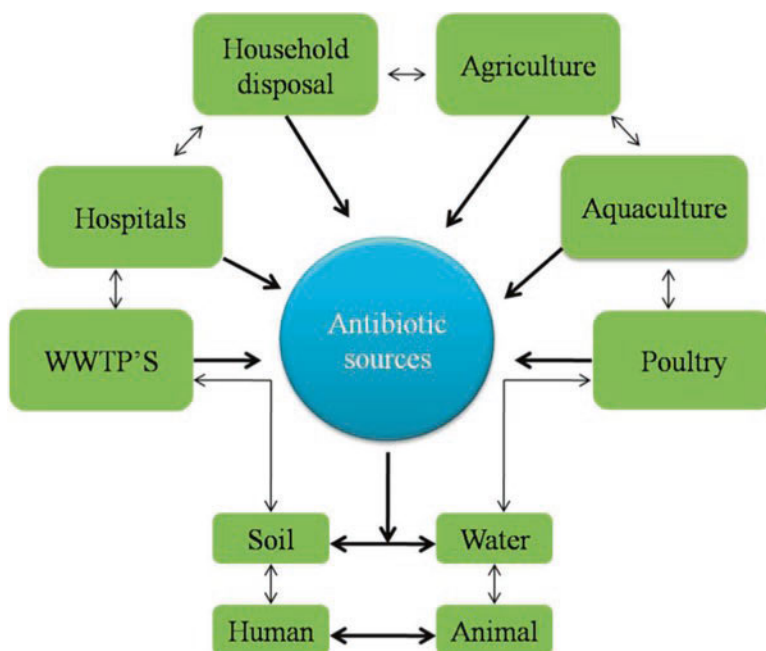 Household
disposal
Agriculture
Hospitals
Aquaculture
Antibiotic
sources
WWTP'S
Poultry
Soil
Water
Human
Animal